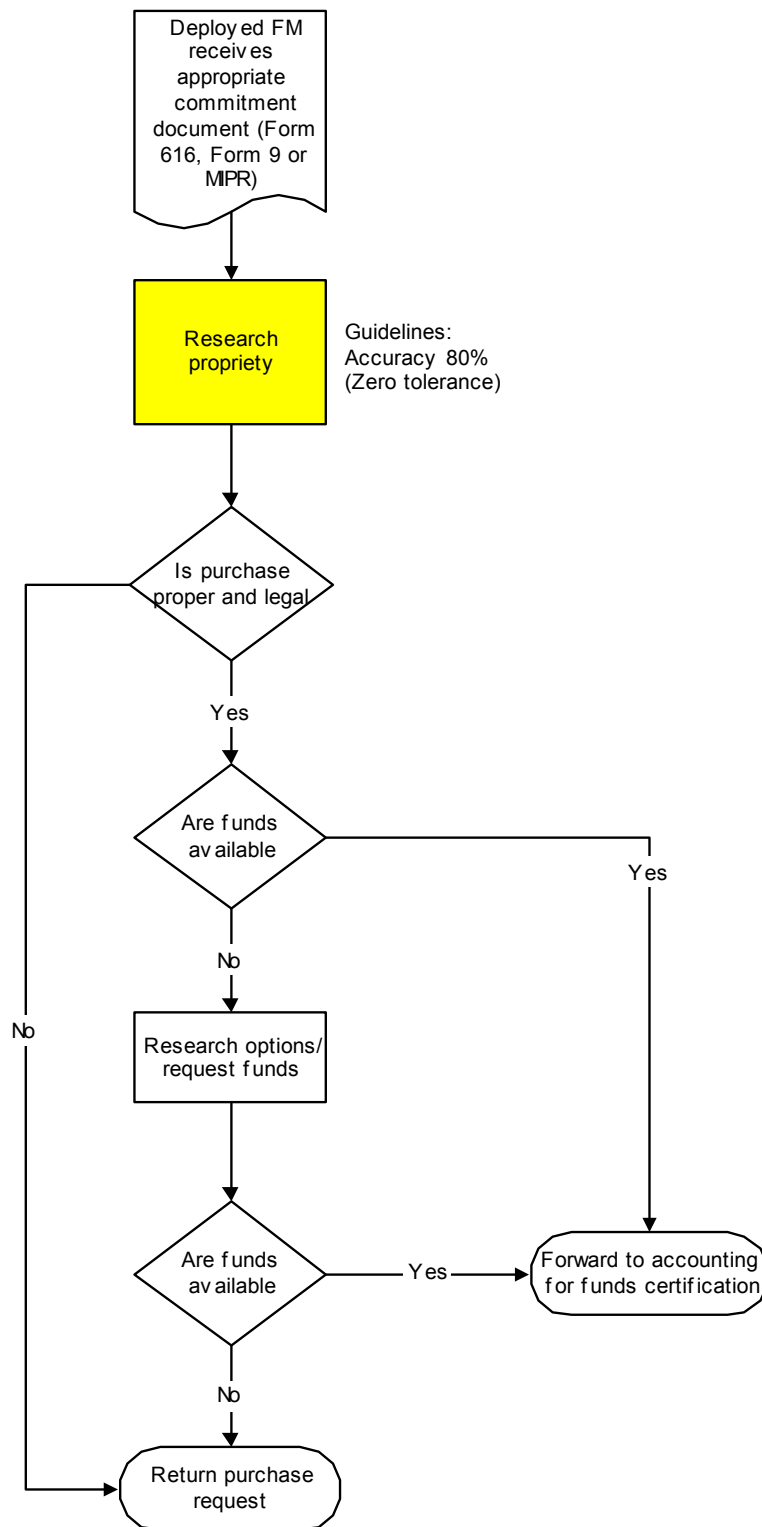 Deployed FM
receives
appropriate
commitment
document (Form
616, Form 9 or
MIPR)
Research
propriety
Guidelines:
Accuracy 80%
(Zero tolerance)
Is purchase
proper and legal
Yes
Are funds
available
Yes
No
No
Research options/
request funds
Are funds
available
Yes
Forward to accounting
for funds certification
No
Return purchase
request